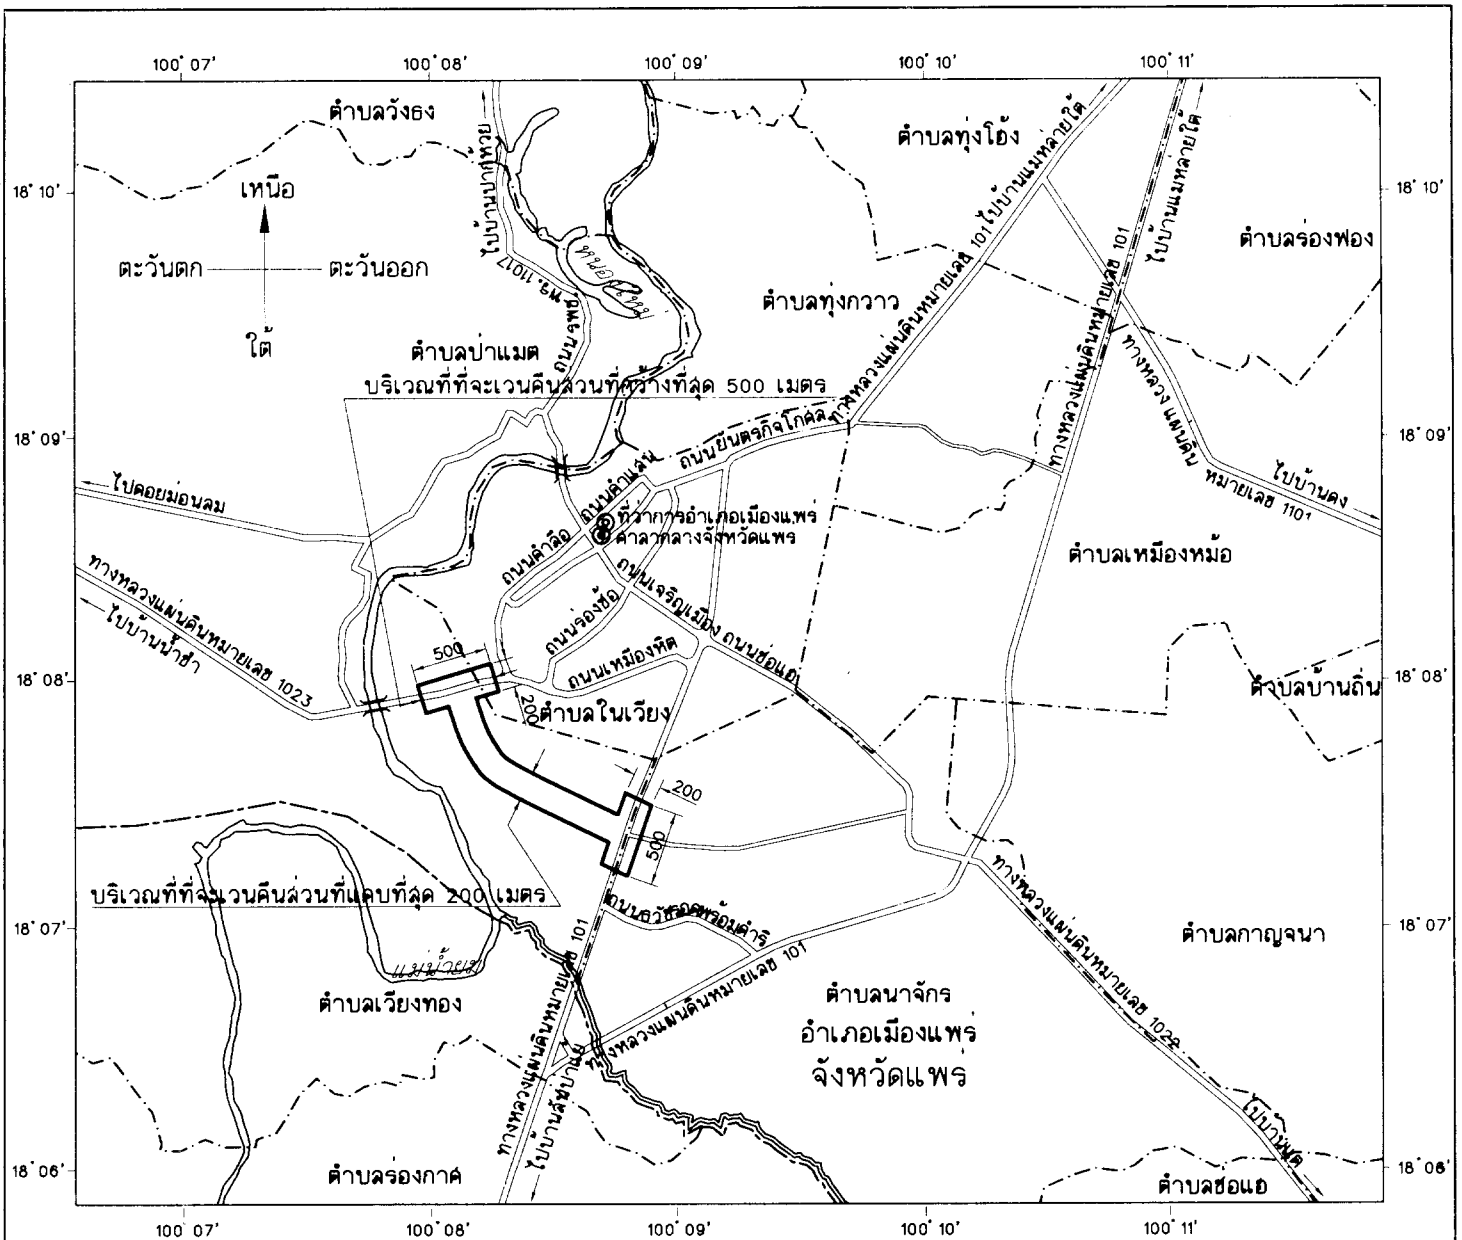 100° 07' 100° 08' 100° 09' 100° 10' 100° 11'
ตำบลวังธง
ตำบลทุ่งโฮ้ง
ไปบ้านแม่หล่ายใต้
ไปบ้านแม่หล่ายใต้
18° 10' 18° 10'
เหนือ
ตะวันตก ตะวันออก
ใต้
ตำบลร่องฟอง
ตำบลทุ่งกวาว
พร.11017
ตำบลป่าแมต
ทางหลวงแผ่นดินหมายเลข 101
ทางหลวงแผ่นดินหมายเลข 101
บริเวณที่ที่จะเวนคืนส่วนที่กว้างที่สุด 500 เมตร
18° 09' 18° 09'
ถนนยันตรกิจโกศล
ถนนคำแสน
ทางหลวงแผ่นดิน หมายเลข 1101
ไปบ้านดง
ไปดอยม่อนลม
ที่ว่าการอำเภอเมืองแพร่
ศาลากลางจังหวัดแพร่
ถนนคำลือ
ตำบลเหมืองหม้อ
ทางหลวงแผ่นดินหมายเลข 1023
ไปบ้านน้ำชำ
ถนนเจริญเมือง
ถนนช่อแฮ
ถนนร่องซ้อ
ถนนเหมืองหิต
500
18° 08' 18° 08'
ตำบลบ้านถิ่น
200
ตำบลในเวียง
200
500
บริเวณที่ที่จะเวนคืนส่วนที่แคบที่สุด 200 เมตร
18° 07' 18° 07'
ทางหลวงแผ่นดินหมายเลข 1022
ตำบลกาญจนา
แม่น้ำยม
ทางหลวงแผ่นดินหมายเลข 101
ทางหลวงแผ่นดินหมายเลข 101
ตำบลเวียงทอง
ตำบลนาจักร
อำเภอเมืองแพร่
จังหวัดแพร่
18° 06' 18° 06'
ตำบลร่องกาศ
ตำบลช่อแฮ
100° 07' 100° 08' 100° 09' 100° 10' 100° 11'